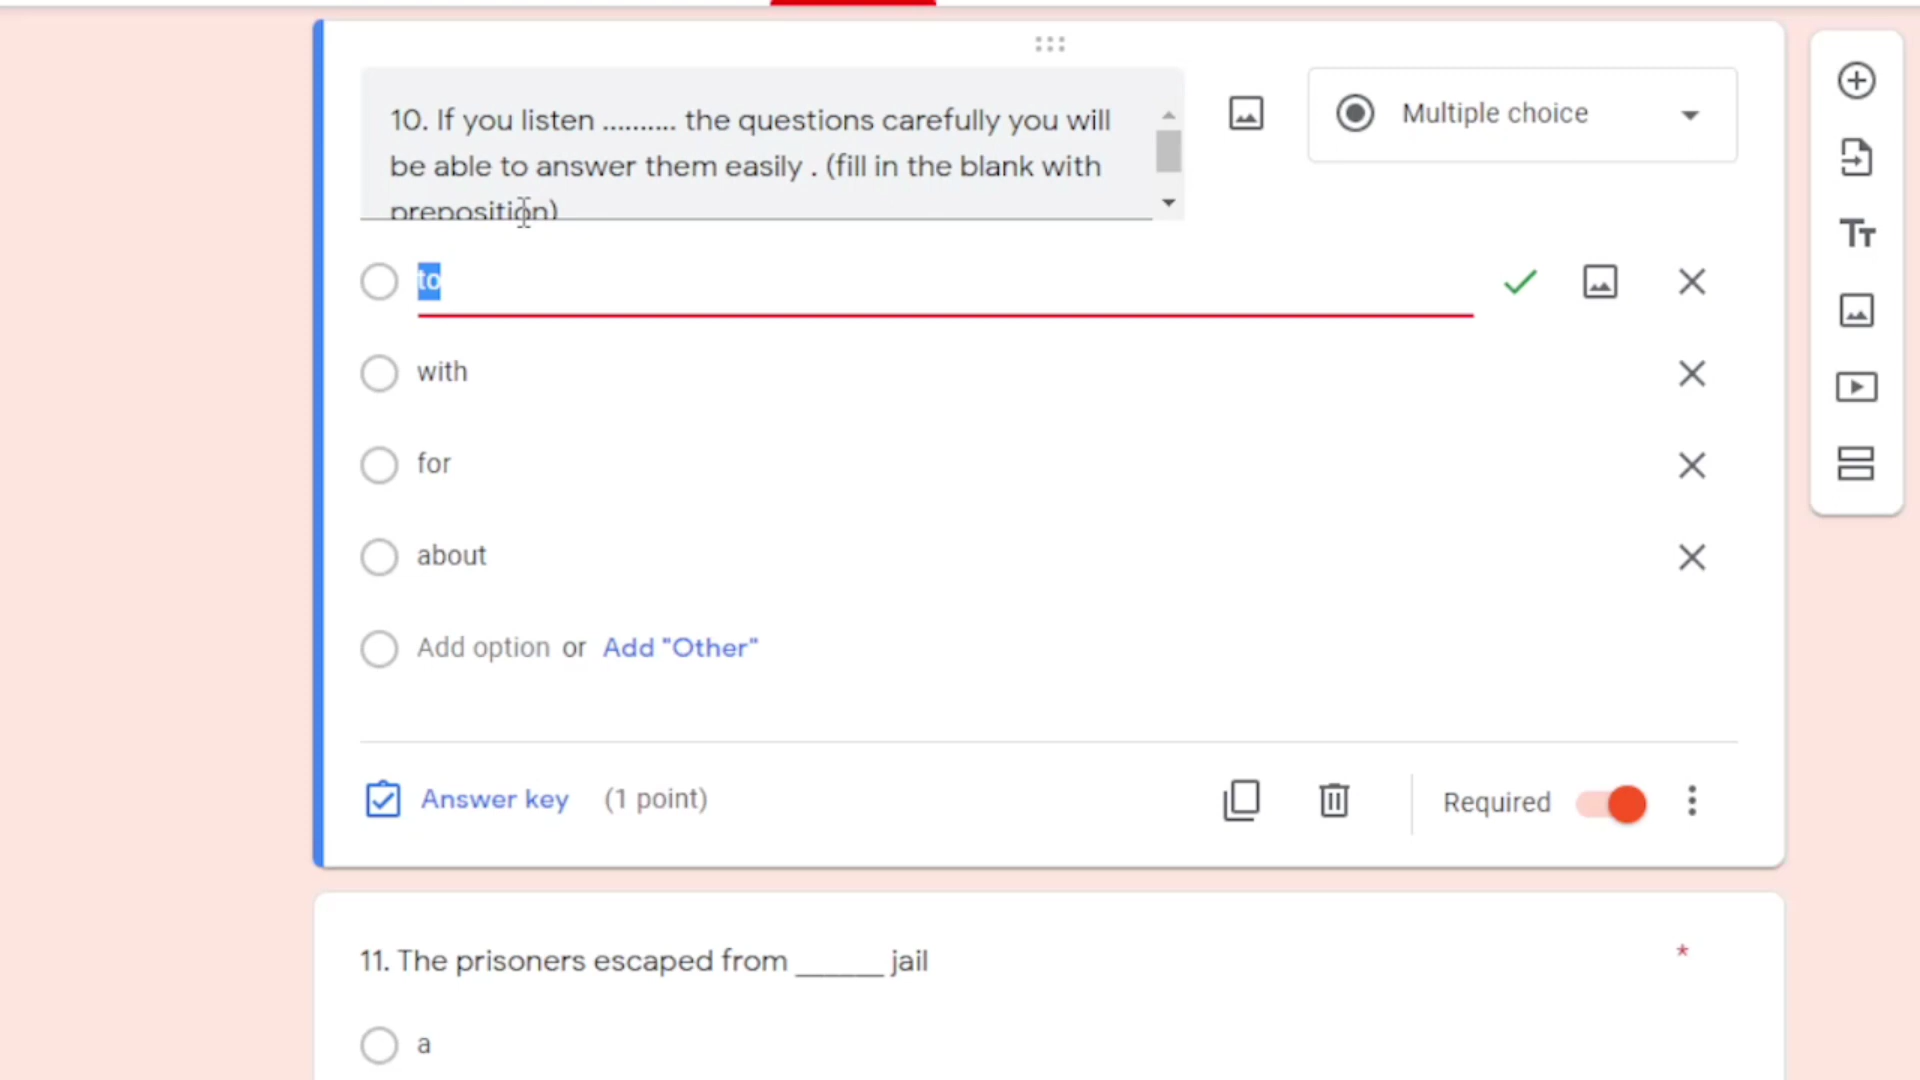 10. If you listen .......... the questions carefully you will
be able to answer them easily . (fill in the blank with
preposition)
Multiple choice
to
with
for
about
Add option or Add "Other"
Answer key (1 point)
Required
11. The prisoners escaped from ______ jail
*
a